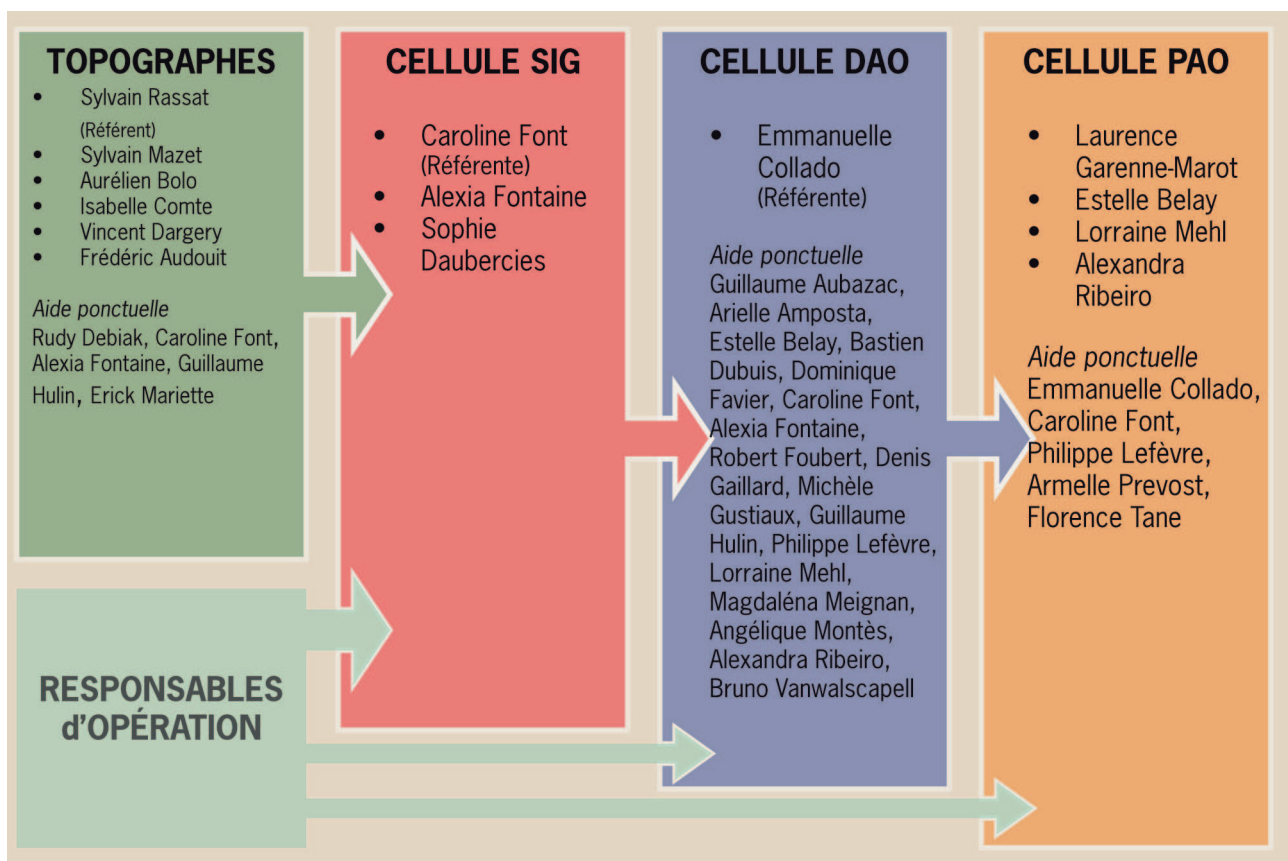 TOPOGRAPHES
• Sylvain Rassat
(Référent)
• Sylvain Mazet
• Aurélien Bolo
• Isabelle Comte
• Vincent Dargery
• Frédéric Audouit
Aide ponctuelle
Rudy Debiak, Caroline Font,
Alexia Fontaine, Guillaume
Hulin, Erick Mariette
RESPONSABLES
d'OPÉRATION
CELLULE SIG
• Caroline Font
(Référente)
• Alexia Fontaine
• Sophie
Daubercies
CELLULE DAO
• Emmanuelle
Collado
(Référente)
Aide ponctuelle
Guillaume Aubazac,
Arielle Amposta,
Estelle Belay, Bastien
Dubuis, Dominique
Favier, Caroline Font,
Alexia Fontaine,
Robert Foubert, Denis
Gaillard, Michèle
Gustiaux, Guillaume
Hulin, Philippe Lefèvre,
Lorraine Mehl,
Magdaléna Meignan,
Angélique Montès,
Alexandra Ribeiro,
Bruno Vanwalscapell
CELLULE PAO
• Laurence
Garenne-Marot
• Estelle Belay
• Lorraine Mehl
• Alexandra
Ribeiro
Aide ponctuelle
Emmanuelle Collado,
Caroline Font,
Philippe Lefèvre,
Armelle Prevost,
Florence Tane